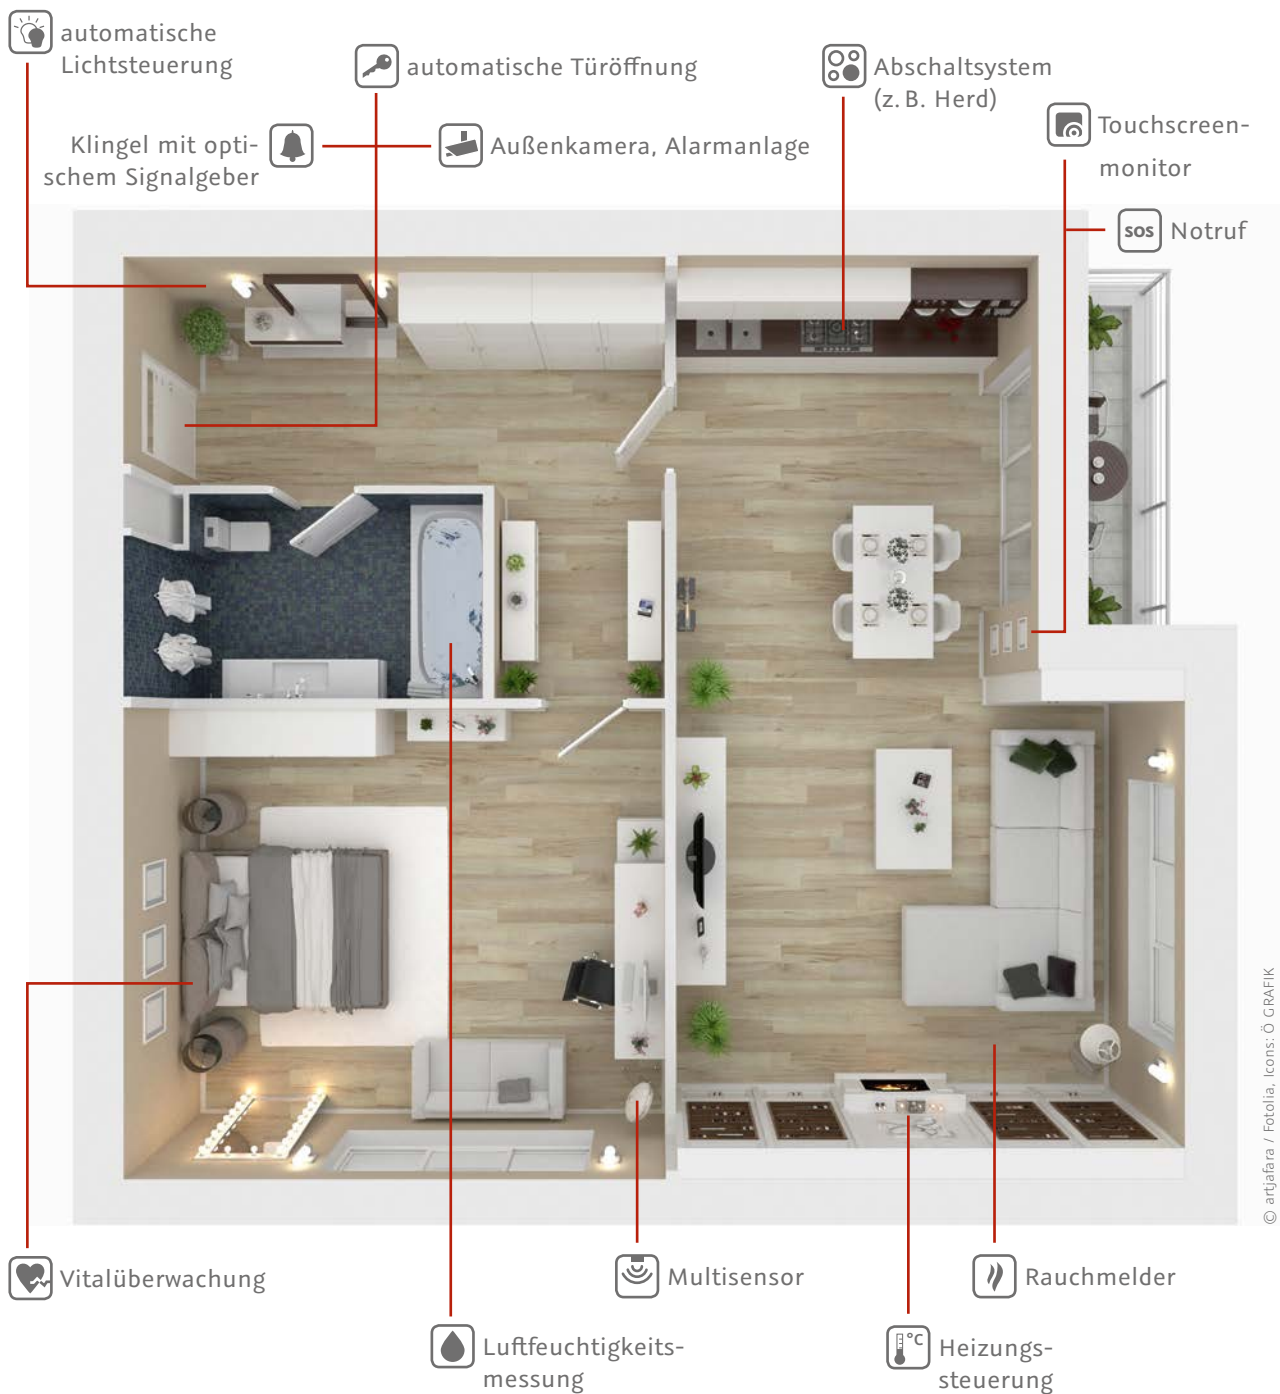 automatische
Lichtsteuerung
automatische Türöffnung
Abschaltsystem
(z. B. Herd)
Touchscreen-
monitor
Klingel mit opti-
schem Signalgeber
Außenkamera, Alarmanlage
sos Notruf
Vitalüberwachung
Multisensor
Rauchmelder
Luftfeuchtigkeits-
messung
°C
Heizungs-
steuerung
© artjafara / Fotolia, Icons: Ö GRAFIK